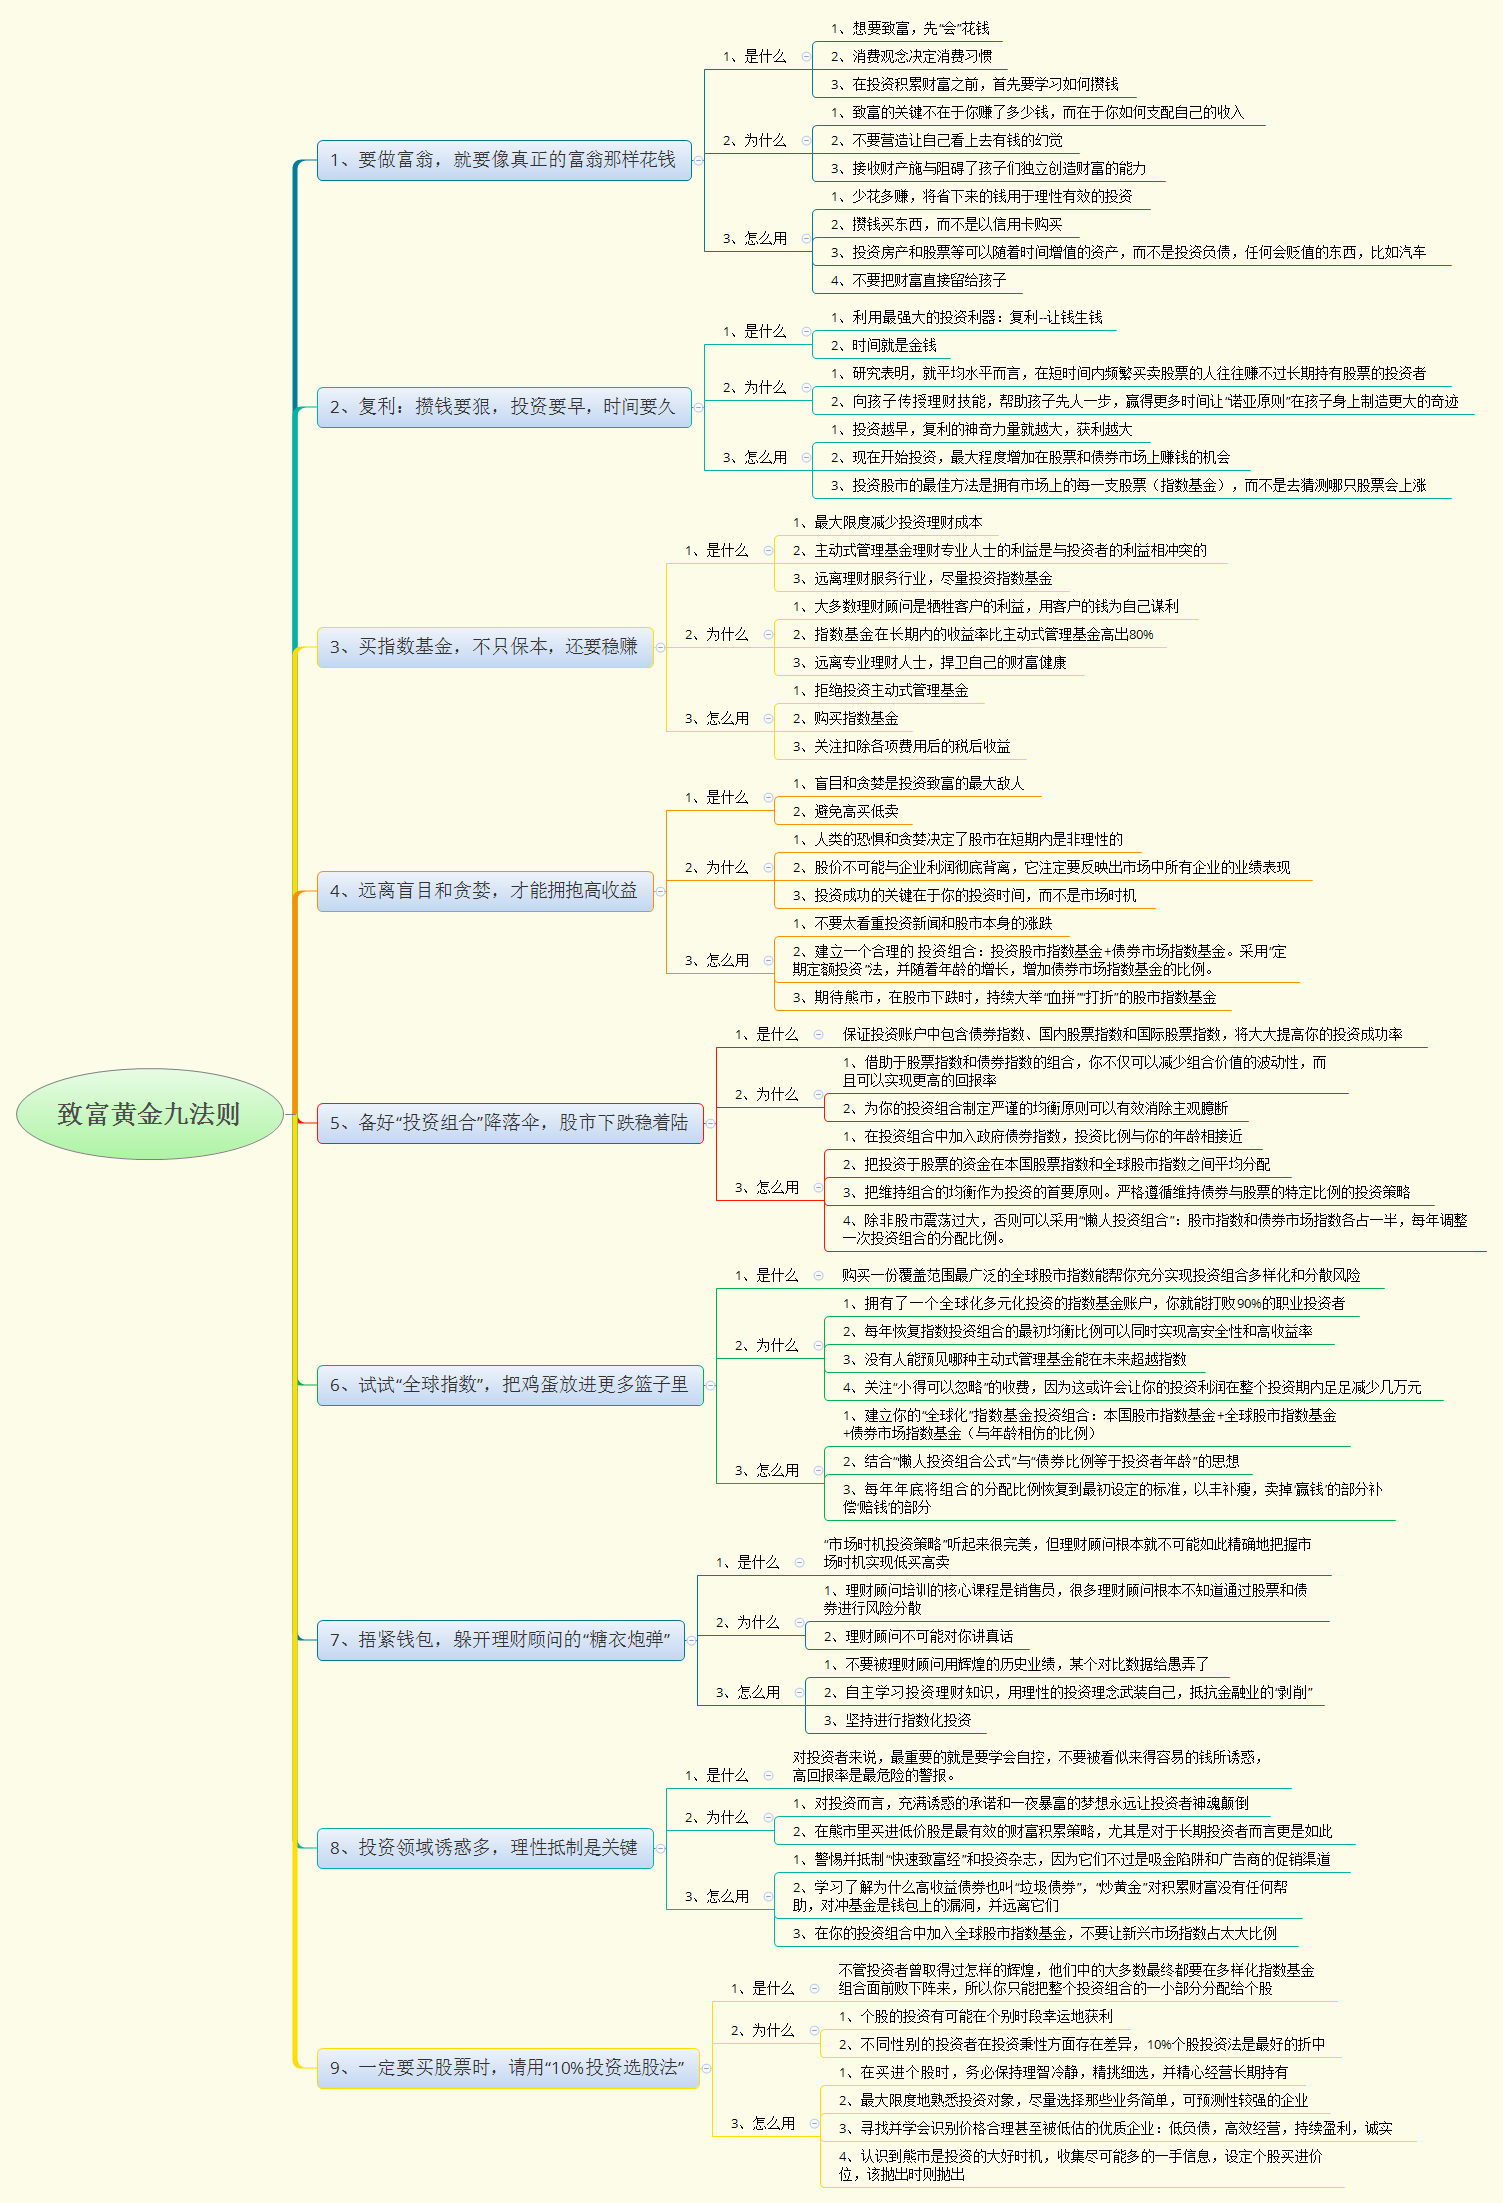 致富黄金九法则
1、要做富翁，就要像真正的富翁那样花钱
1、是什么
1、想要致富，先“会”花钱
2、消费观念决定消费习惯
3、在投资积累财富之前，首先要学习如何攒钱
2、为什么
1、致富的关键不在于你赚了多少钱，而在于你如何支配自己的收入
2、不要营造让自己看上去有钱的幻觉
3、接收财产施与阻碍了孩子们独立创造财富的能力
3、怎么用
1、少花多赚，将省下来的钱用于理性有效的投资
2、攒钱买东西，而不是以信用卡购买
3、投资房产和股票等可以随着时间增值的资产，而不是投资负债，任何会贬值的东西，比如汽车
4、不要把财富直接留给孩子
2、复利：攒钱要狠，投资要早，时间要久
1、是什么
1、利用最强大的投资利器：复利--让钱生钱
2、时间就是金钱
2、为什么
1、研究表明，就平均水平而言，在短时间内频繁买卖股票的人往往赚不过长期持有股票的投资者
2、向孩子传授理财技能，帮助孩子先人一步，赢得更多时间让“诺亚原则”在孩子身上制造更大的奇迹
3、怎么用
1、投资越早，复利的神奇力量就越大，获利越大
2、现在开始投资，最大程度增加在股票和债券市场上赚钱的机会
3、投资股市的最佳方法是拥有市场上的每一支股票（指数基金），而不是去猜测哪只股票会上涨
3、买指数基金，不只保本，还要稳赚
1、是什么
1、最大限度减少投资理财成本
2、主动式管理基金理财专业人士的利益是与投资者的利益相冲突的
3、远离理财服务行业，尽量投资指数基金
2、为什么
1、大多数理财顾问是牺牲客户的利益，用客户的钱为自己谋利
2、指数基金在长期内的收益率比主动式管理基金高出80%
3、远离专业理财人士，捍卫自己的财富健康
3、怎么用
1、拒绝投资主动式管理基金
2、购买指数基金
3、关注扣除各项费用后的税后收益
4、远离盲目和贪婪，才能拥抱高收益
1、是什么
1、盲目和贪婪是投资致富的最大敌人
2、避免高买低卖
2、为什么
1、人类的恐惧和贪婪决定了股市在短期内是非理性的
2、股价不可能与企业利润彻底背离，它注定要反映出市场中所有企业的业绩表现
3、投资成功的关键在于你的投资时间，而不是市场时机
3、怎么用
1、不要太看重投资新闻和股市本身的涨跌
2、建立一个合理的 投资组合：投资股市指数基金+债券市场指数基金。采用“定
期定额投资”法，并随着年龄的增长，增加债券市场指数基金的比例。
3、期待熊市，在股市下跌时，持续大举“血拼”“打折”的股市指数基金
5、备好“投资组合”降落伞，股市下跌稳着陆
1、是什么
保证投资账户中包含债券指数、国内股票指数和国际股票指数，将大大提高你的投资成功率
2、为什么
1、借助于股票指数和债券指数的组合，你不仅可以减少组合价值的波动性，而
且可以实现更高的回报率
2、为你的投资组合制定严谨的均衡原则可以有效消除主观臆断
3、怎么用
1、在投资组合中加入政府债券指数，投资比例与你的年龄相接近
2、把投资于股票的资金在本国股票指数和全球股市指数之间平均分配
3、把维持组合的均衡作为投资的首要原则。严格遵循维持债券与股票的特定比例的投资策略
4、除非股市震荡过大，否则可以采用“懒人投资组合”：股市指数和债券市场指数各占一半，每年调整
一次投资组合的分配比例。
6、试试“全球指数”，把鸡蛋放进更多篮子里
1、是什么
购买一份覆盖范围最广泛的全球股市指数能帮你充分实现投资组合多样化和分散风险
2、为什么
1、拥有了一个全球化多元化投资的指数基金账户，你就能打败90%的职业投资者
2、每年恢复指数投资组合的最初均衡比例可以同时实现高安全性和高收益率
3、没有人能预见哪种主动式管理基金能在未来超越指数
4、关注“小得可以忽略”的收费，因为这或许会让你的投资利润在整个投资期内足足减少几万元
3、怎么用
1、建立你的“全球化”指数基金投资组合：本国股市指数基金+全球股市指数基金
+债券市场指数基金（与年龄相仿的比例）
2、结合“懒人投资组合公式”与“债券比例等于投资者年龄”的思想
3、每年年底将组合的分配比例恢复到最初设定的标准，以丰补瘦，卖掉‘赢钱’的部分补
偿‘赔钱’的部分
7、捂紧钱包，躲开理财顾问的“糖衣炮弹”
1、是什么
“市场时机投资策略”听起来很完美，但理财顾问根本就不可能如此精确地把握市
场时机实现低买高卖
2、为什么
1、理财顾问培训的核心课程是销售员，很多理财顾问根本不知道通过股票和债
券进行风险分散
2、理财顾问不可能对你讲真话
3、怎么用
1、不要被理财顾问用辉煌的历史业绩，某个对比数据给愚弄了
2、自主学习投资理财知识，用理性的投资理念武装自己，抵抗金融业的“剥削”
3、坚持进行指数化投资
8、投资领域诱惑多，理性抵制是关键
1、是什么
对投资者来说，最重要的就是要学会自控，不要被看似来得容易的钱所诱惑，
高回报率是最危险的警报。
2、为什么
1、对投资而言，充满诱惑的承诺和一夜暴富的梦想永远让投资者神魂颠倒
2、在熊市里买进低价股是最有效的财富积累策略，尤其是对于长期投资者而言更是如此
3、怎么用
1、警惕并抵制“快速致富经”和投资杂志，因为它们不过是吸金陷阱和广告商的促销渠道
2、学习了解为什么高收益债券也叫“垃圾债券”，“炒黄金”对积累财富没有任何帮
助，对冲基金是钱包上的漏洞，并远离它们
3、在你的投资组合中加入全球股市指数基金，不要让新兴市场指数占太大比例
9、一定要买股票时，请用“10%投资选股法”
1、是什么
不管投资者曾取得过怎样的辉煌，他们中的大多数最终都要在多样化指数基金
组合面前败下阵来，所以你只能把整个投资组合的一小部分分配给个股
2、为什么
1、个股的投资有可能在个别时段幸运地获利
2、不同性别的投资者在投资秉性方面存在差异，10%个股投资法是最好的折中
3、怎么用
1、在买进个股时，务必保持理智冷静，精挑细选，并精心经营长期持有
2、最大限度地熟悉投资对象，尽量选择那些业务简单，可预测性较强的企业
3、寻找并学会识别价格合理甚至被低估的优质企业：低负债，高效经营，持续盈利，诚实
4、认识到熊市是投资的大好时机，收集尽可能多的一手信息，设定个股买进价
位，该抛出时则抛出